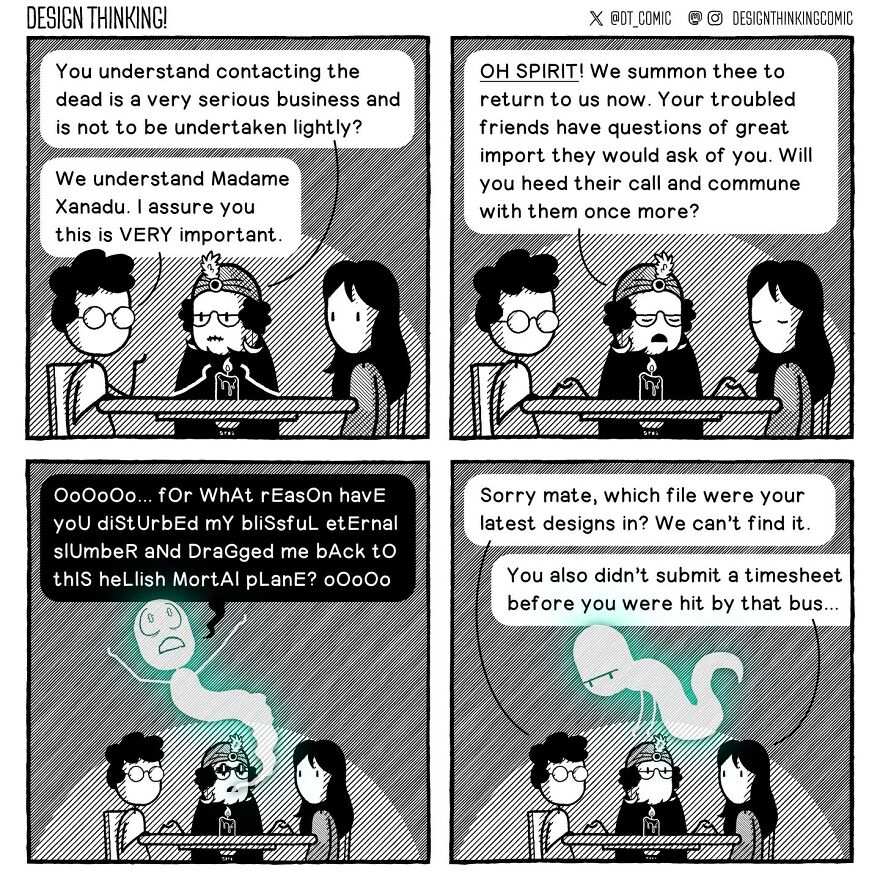 DESIGN THINKING!
X @DT_COMIC DESIGNTHINKINGCOMIC
You understand contacting the
dead is a very serious business and
is not to be undertaken lightly?
We understand Madame
Xanadu. I assure you
this is VERY important.
OH SPIRIT! We summon thee to
return to us now. Your troubled
friends have questions of great
import they would ask of you. Will
you heed their call and commune
with them once more?
OoOoOo... fOr WhAt rEasOn havE
yoU diStUrbEd mY bliSsfuL etErnal
slUmbeR aNd DraGged me bAck tO
thIS heLlish MortAl pLanE? oOoOo
Sorry mate, which file were your
latest designs in? We can't find it.
You also didn't submit a timesheet
before you were hit by that bus...